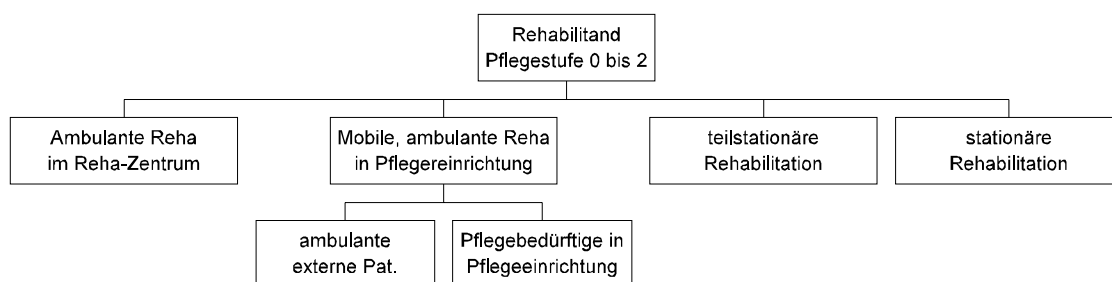 Rehabilitand
Pflegestufe 0 bis 2
Ambulante Reha
im Reha-Zentrum
Mobile, ambulante Reha
in Pflegereinrichtung
teilstationäre
Rehabilitation
stationäre
Rehabilitation
ambulante
externe Pat.
Pflegebedürftige in
Pflegeeinrichtung